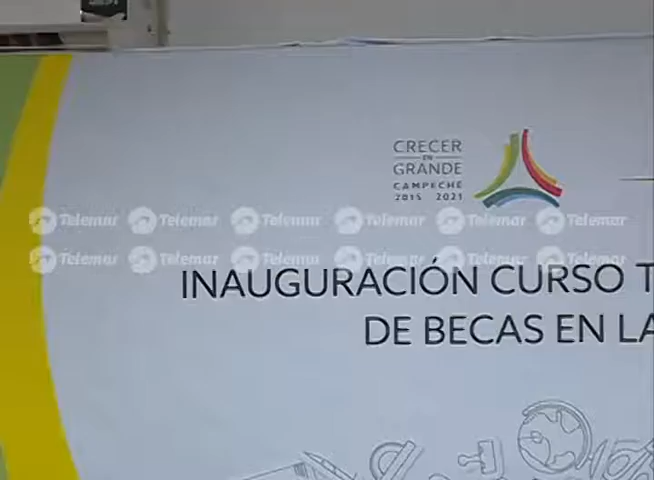 CRECER
EN
GRANDE
CAMPECHE
2015 2021
Telemar Telemar Telemar Telemar Telemar Telemar
Telemar Telemar Telemar Telemar Telemar Telemar
INAUGURACIÓN CURSO T
DE BECAS EN LA